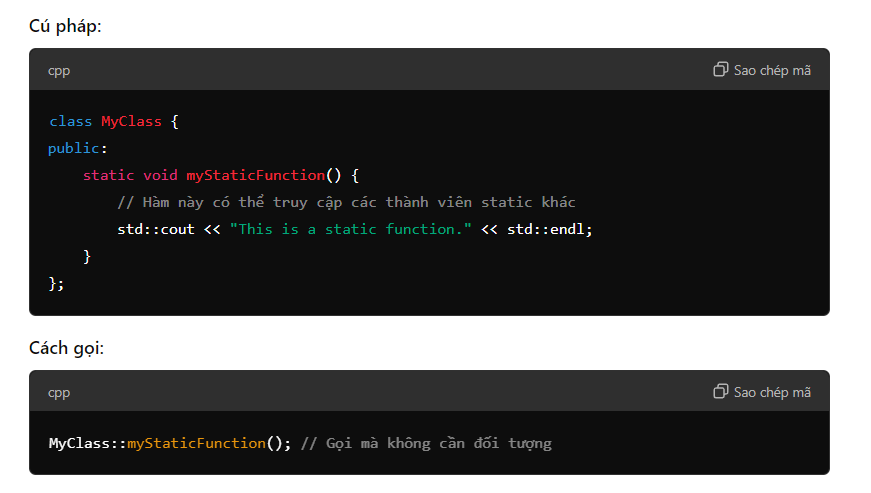 Cú pháp:
cpp
Sao chép mã
class MyClass {
public:
    static void myStaticFunction() {
        // Hàm này có thể truy cập các thành viên static khác
        std::cout << "This is a static function." << std::endl;
    }
};
Cách gọi:
cpp
Sao chép mã
MyClass::myStaticFunction(); // Gọi mà không cần đối tượng